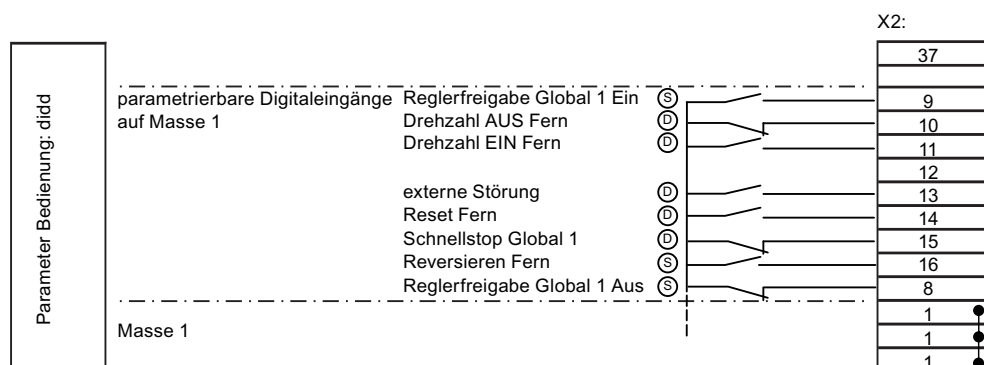 X2:
37
Parameter Bedienung: didd
parametrierbare Digitaleingänge
auf Masse 1
Reglerfreigabe Global 1 Ein S 9
Drehzahl AUS Fern D 10
Drehzahl EIN Fern D 11
12
externe Störung D 13
Reset Fern D 14
Schnellstop Global 1 D 15
Reversieren Fern S 16
Reglerfreigabe Global 1 Aus S 8
Masse 1
1
1
1